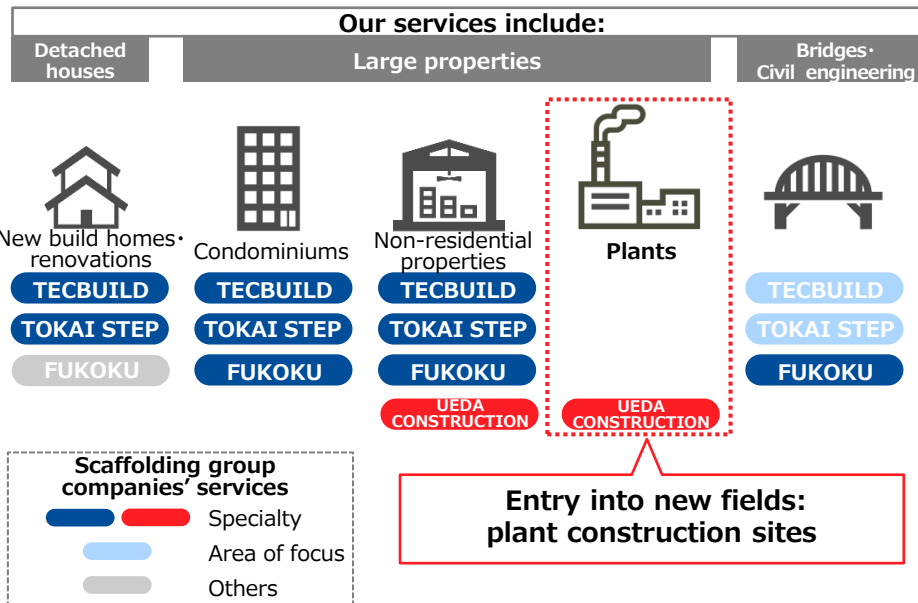 Our services include:
Detached
houses
Large properties
Bridges･
Civil engineering
New build homes･
renovations
Condominiums
Non-residential
properties
Plants
TECBUILD
TECBUILD
TECBUILD
TECBUILD
TOKAI STEP
TOKAI STEP
TOKAI STEP
TOKAI STEP
FUKOKU
FUKOKU
FUKOKU
FUKOKU
UEDA
CONSTRUCTION
UEDA
CONSTRUCTION
Scaffolding group
companies’ services
Specialty
Area of focus
Others
Entry into new fields:
plant construction sites